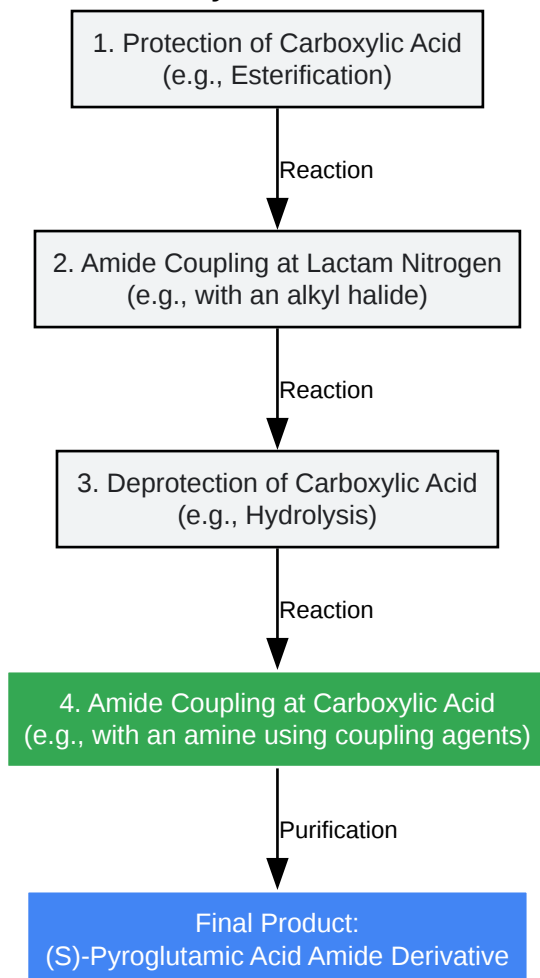 1. Protection of Carboxylic Acid
(e.g., Esterification)
Reaction
2. Amide Coupling at Lactam Nitrogen
(e.g., with an alkyl halide)
Reaction
3. Deprotection of Carboxylic Acid
(e.g., Hydrolysis)
Reaction
4. Amide Coupling at Carboxylic Acid
(e.g., with an amine using coupling agents)
Purification
Final Product:
(S)-Pyroglutamic Acid Amide Derivative